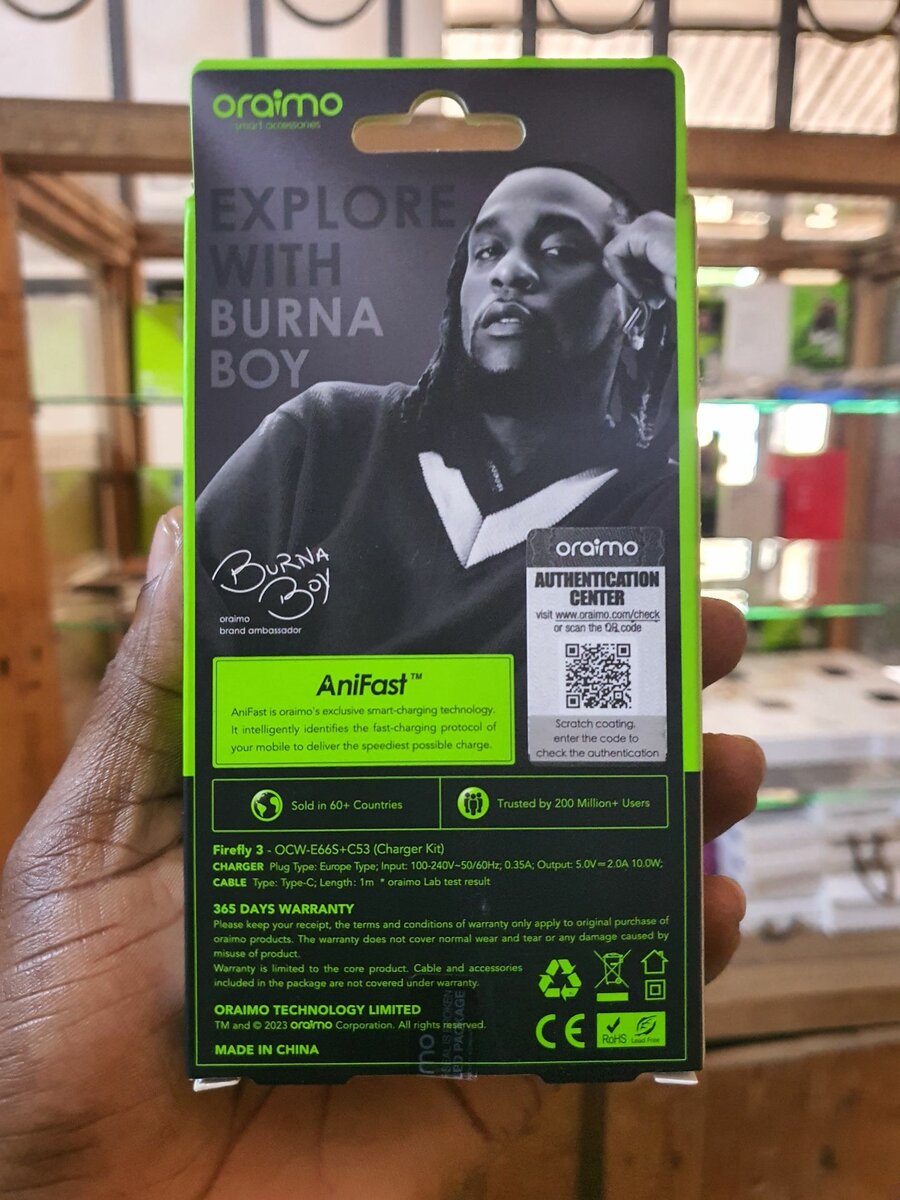 oraimo
smart accessories
EXPLORE
WITH
BURNA
BOY
BURNA
BOY
oraimo
brand ambassador
oraimo
AUTHENTICATION
CENTER
visit www.oraimo.com/check
or scan the QR code
Scratch coating,
enter the code to
check the authentication
AniFast™
AniFast is oraimo's exclusive smart-charging technology.
It intelligently identifies the fast-charging protocol of
your mobile to deliver the speediest possible charge.
Sold in 60+ Countries
Trusted by 200 Million+ Users
Firefly 3 - OCW-E66S+C53 (Charger Kit)
CHARGER Plug Type: Europe Type; Input: 100-240V~50/60Hz; 0.35A; Output: 5.0V⎓2.0A 10.0W;
CABLE Type: Type-C; Length: 1m * oraimo Lab test result
365 DAYS WARRANTY
Please keep your receipt, the terms and conditions of warranty only apply to original purchase of
oraimo products. The warranty does not cover normal wear and tear or any damage caused by
misuse of product.
Warranty is limited to the core product. Cable and accessories
included in the package are not covered under warranty.
ORAIMO TECHNOLOGY LIMITED
TM and © 2023 oraimo Corporation. All rights reserved.
MADE IN CHINA
CE
RoHS
Lead Free